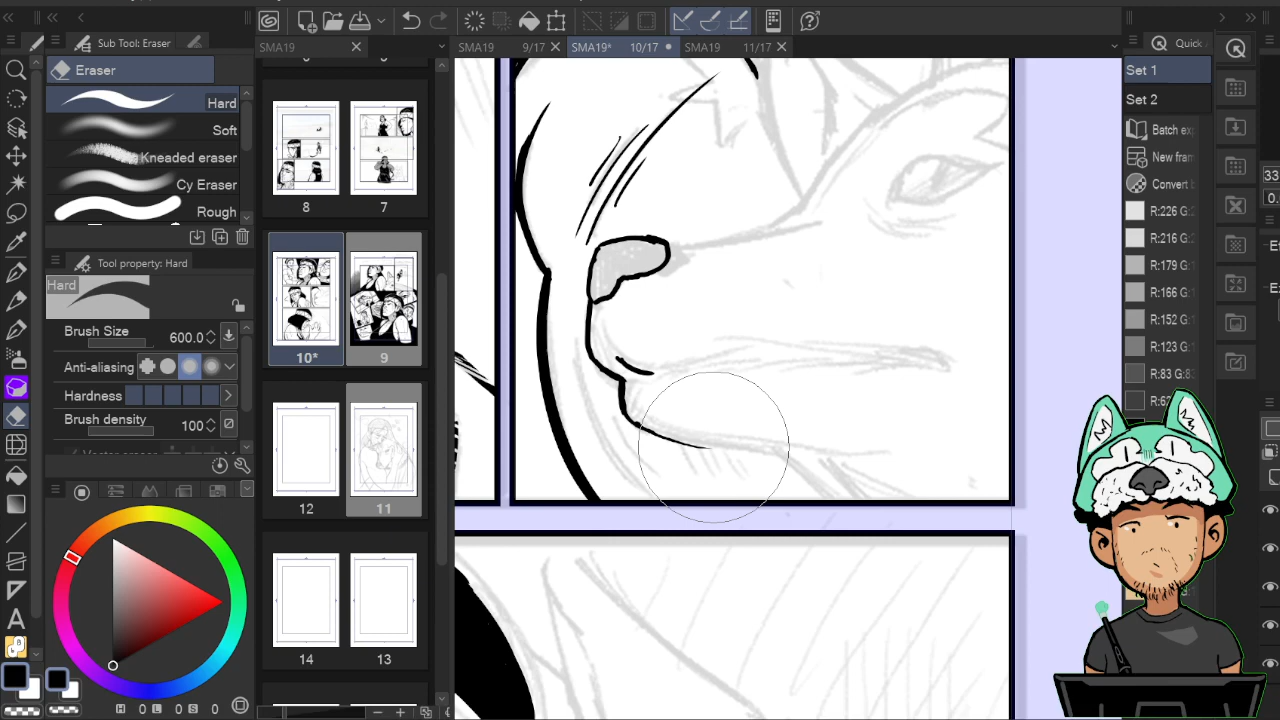 Sub Tool: Eraser
SMA19
SMA19 9/17
SMA19* 10/17
SMA19 11/17
Quick
Eraser
Set 1
Hard
Set 2
Soft
Batch exp
Kneaded eraser
New fram
Cy Eraser
Convert b
Rough
R:226 G:
8
7
R:216 G:
Tool property: Hard
R:179 G:
Hard
R:166 G:
Brush Size 600.0
R:152 G:
10*
9
Anti-aliasing
R:123 G:
Hardness
R:83 G:8
Brush density 100
12
11
14
13
H 0 L 0 S 0